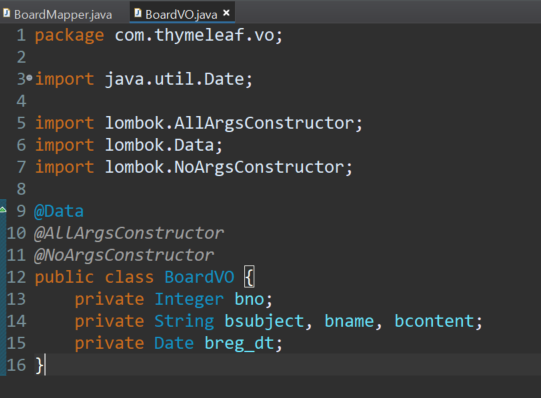 BoardMapper.java BoardVO.java ×
1 package com.thymeleaf.vo;
2
3 import java.util.Date;
4
5 import lombok.AllArgsConstructor;
6 import lombok.Data;
7 import lombok.NoArgsConstructor;
8
9 @Data
10 @AllArgsConstructor
11 @NoArgsConstructor
12 public class BoardVO {
13     private Integer bno;
14     private String bsubject, bname, bcontent;
15     private Date breg_dt;
16 }